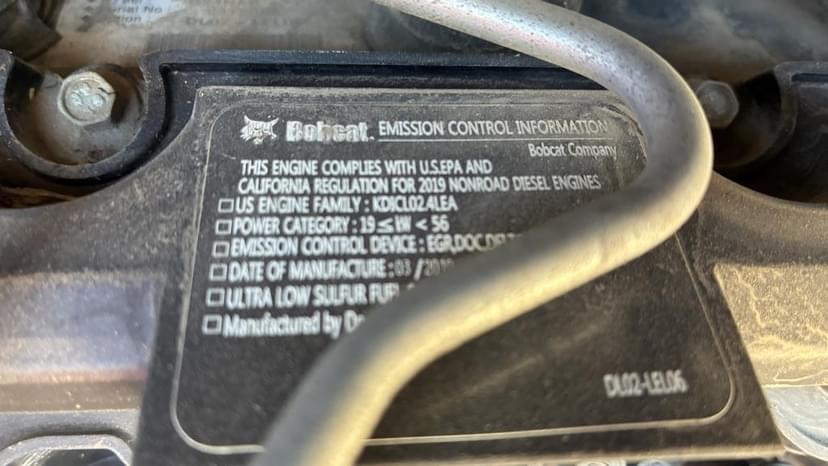 Bobcat. EMISSION CONTROL INFORMATION
Bobcat Company
THIS ENGINE COMPLIES WITH U.S.EPA AND
CALIFORNIA REGULATION FOR 2019 NONROAD DIESEL ENGINES
□ US ENGINE FAMILY : KDICL02.4LEA
□ POWER CATEGORY : 19 ≤ kW < 56
□ EMISSION CONTROL DEVICE : EGR,DOC,
□ DATE OF MANUFACTURE : 03 /
□ ULTRA LOW SULFUR FUEL
□ Manufactured by
DL02-LEL06